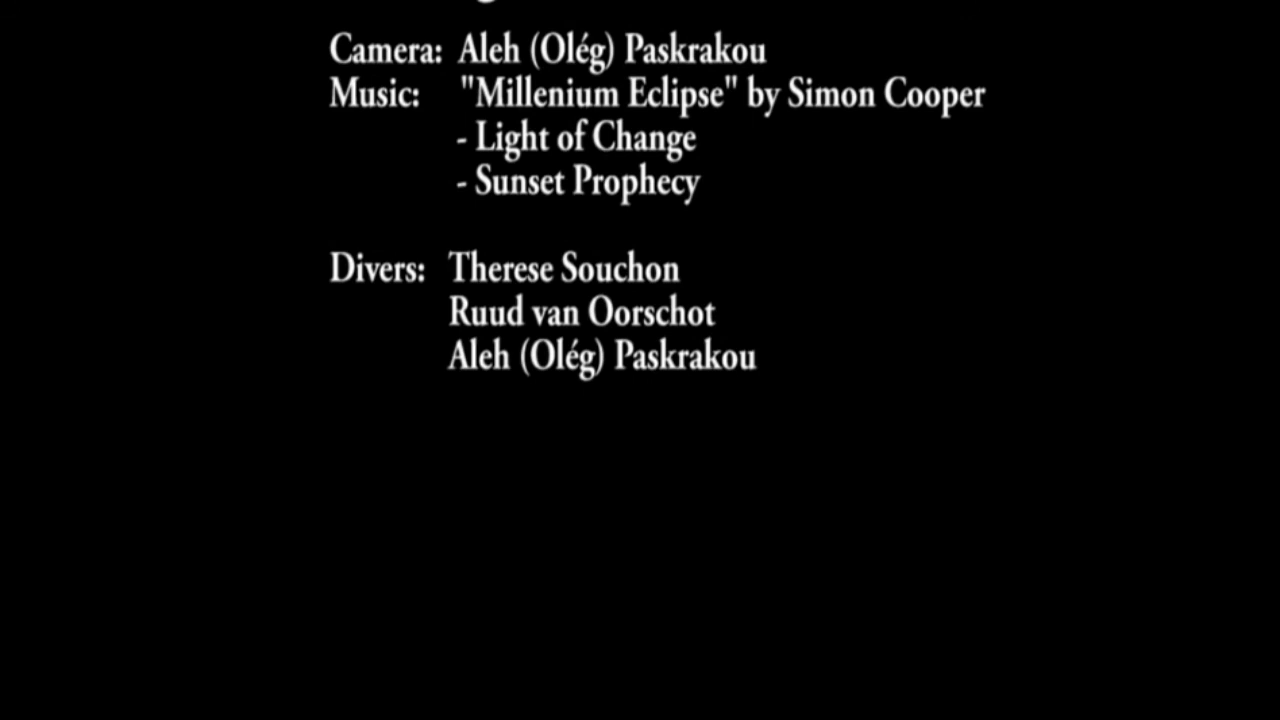 Camera: Aleh (Olég) Paskrakou
Music: "Millenium Eclipse" by Simon Cooper
- Light of Change
- Sunset Prophecy
Divers: Therese Souchon
Ruud van Oorschot
Aleh (Olég) Paskrakou